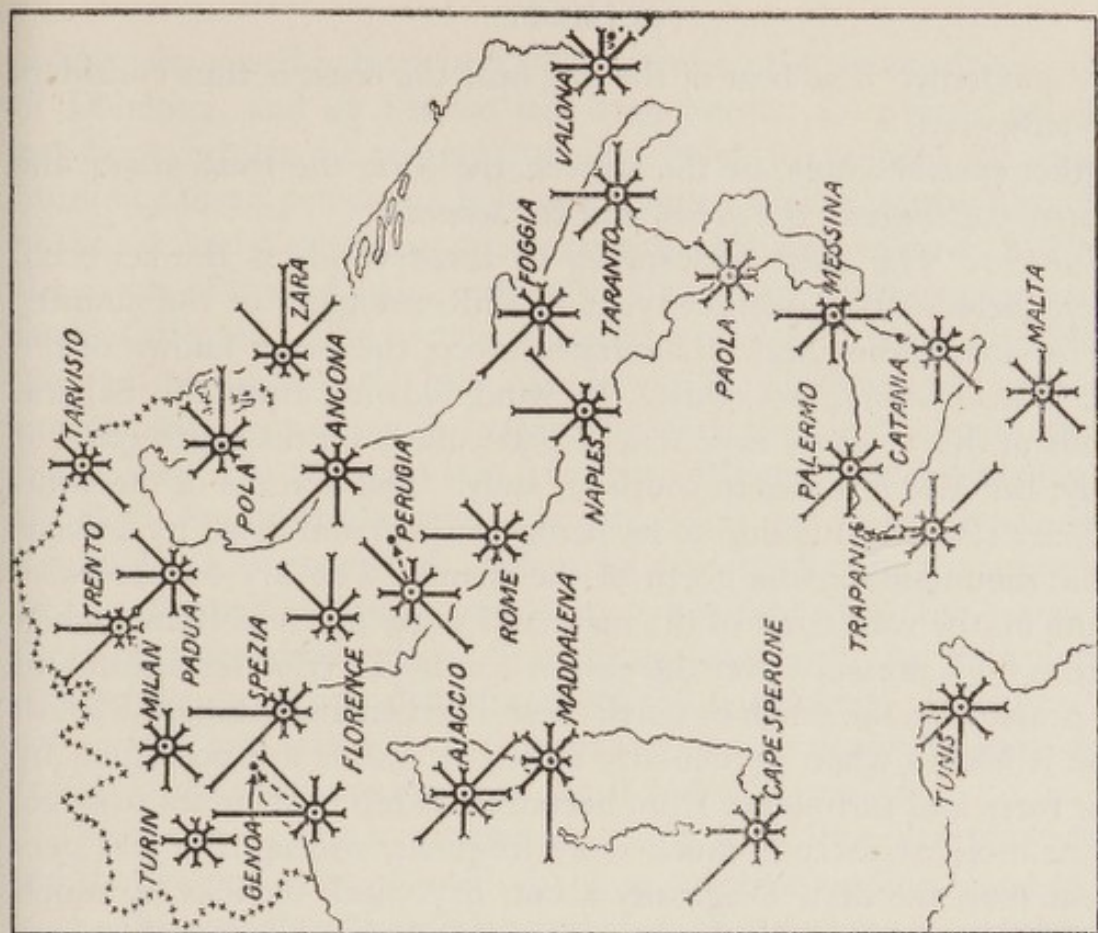 TARVISIO
TRENTO
MILAN
TURIN
PADUA
POLA
ZARA
SPEZIA
GENOA
ANCONA
FLORENCE
PERUGIA
ROME
FOGGIA
VALONA
NAPLES
TARANTO
AJACCIO
MADDALENA
PAOLA
CAPE SPERONE
PALERMO
MESSINA
TRAPANI
CATANIA
TUNIS
MALTA